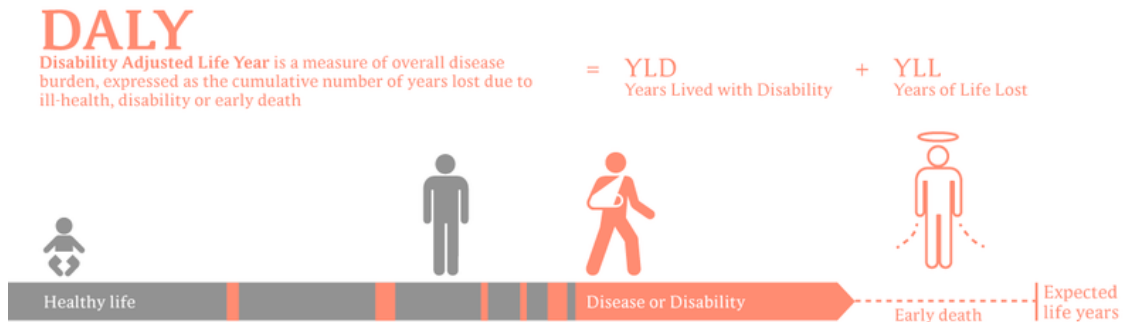 DALY
Disability Adjusted Life Year is a measure of overall disease
burden, expressed as the cumulative number of years lost due to
ill-health, disability or early death
= YLD + YLL
Years Lived with Disability
Years of Life Lost
Healthy life
Disease or Disability
Early death
Expected
life years